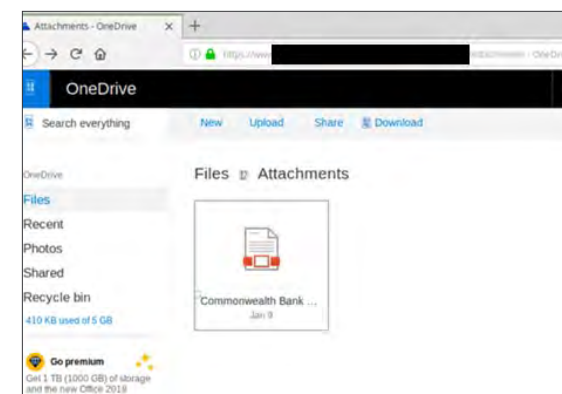 Attachments - OneDrive
https://www
OneDrive
Search everything
New Upload Share Download
OneDrive
Files Attachments
Files
Recent
Photos
Shared
Recycle bin
410 KB used of 5 GB
Commonwealth Bank ...
Jan 9
Go premium
Get 1 TB (1000 GB) of storage
and the new Office 2019